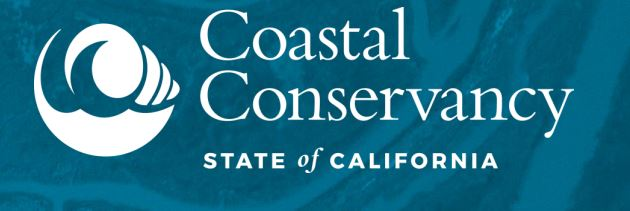 Coastal
Conservancy
STATE of CALIFORNIA